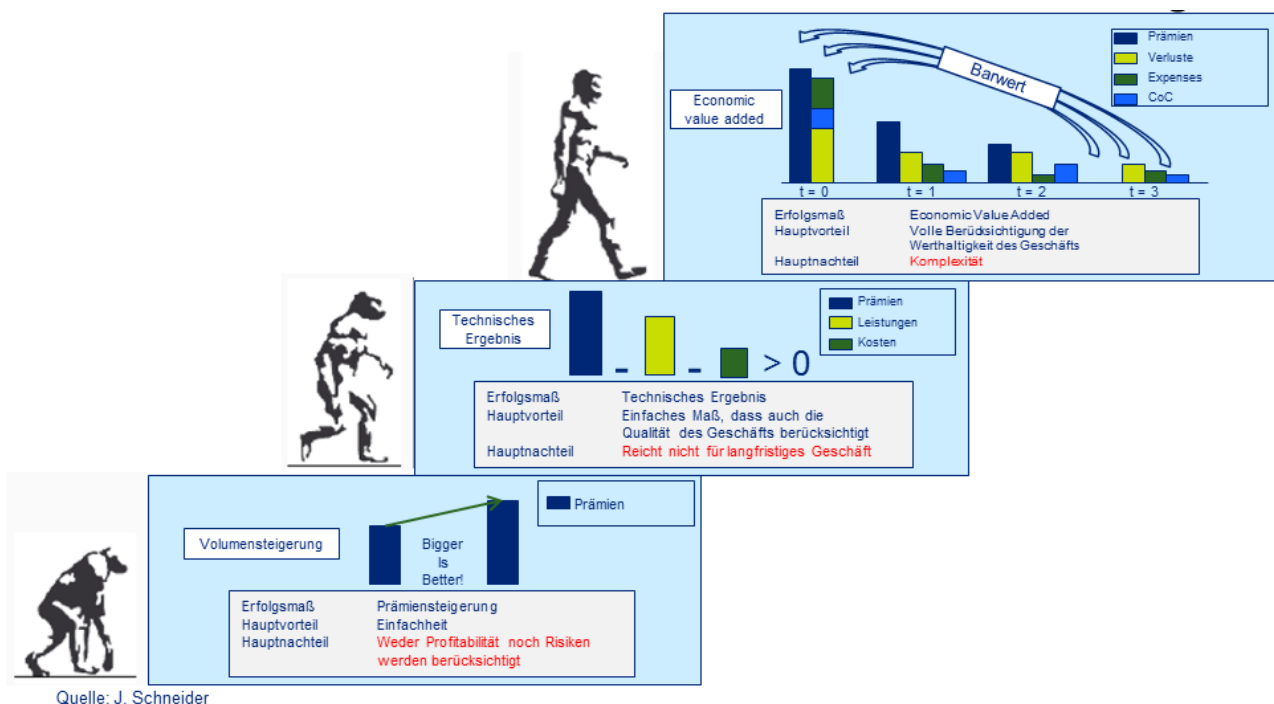 Prämien
Verluste
Expenses
CoC
Barwert
Economic
value added
t = 0
t = 1
t = 2
t = 3
Erfolgsmaß Economic Value Added
Hauptvorteil Volle Berücksichtigung der
Werthaltigkeit des Geschäfts
Hauptnachteil Komplexität
Technisches
Ergebnis
- - > 0
Prämien
Leistungen
Kosten
Erfolgsmaß Technisches Ergebnis
Hauptvorteil Einfaches Maß, dass auch die
Qualität des Geschäfts berücksichtigt
Hauptnachteil Reicht nicht für langfristiges Geschäft
Volumensteigerung
Bigger
Is
Better!
Prämien
Erfolgsmaß Prämiensteigerung
Hauptvorteil Einfachheit
Hauptnachteil Weder Profitabilität noch Risiken
werden berücksichtigt
Quelle: J. Schneider